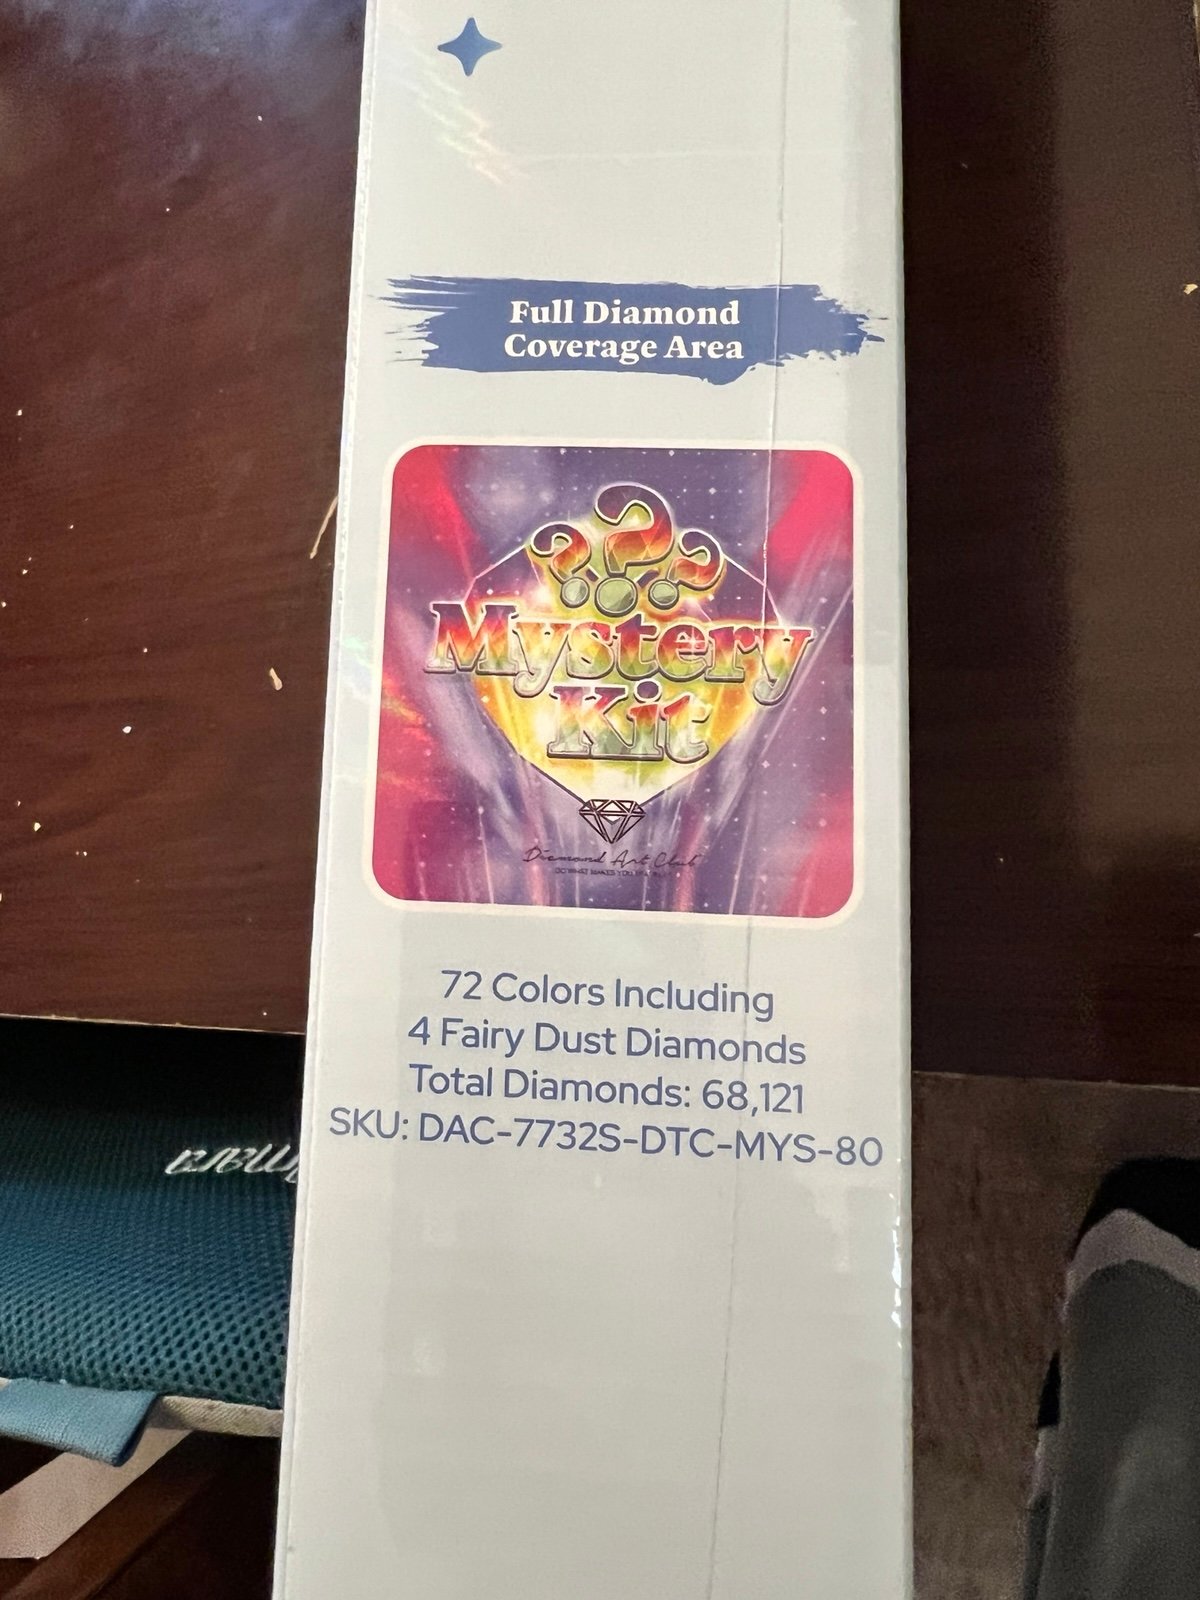 Full Diamond
Coverage Area
???
Mystery
Kit
Diamond Art Club
72 Colors Including
4 Fairy Dust Diamonds
Total Diamonds: 68,121
SKU: DAC-7732S-DTC-MYS-80